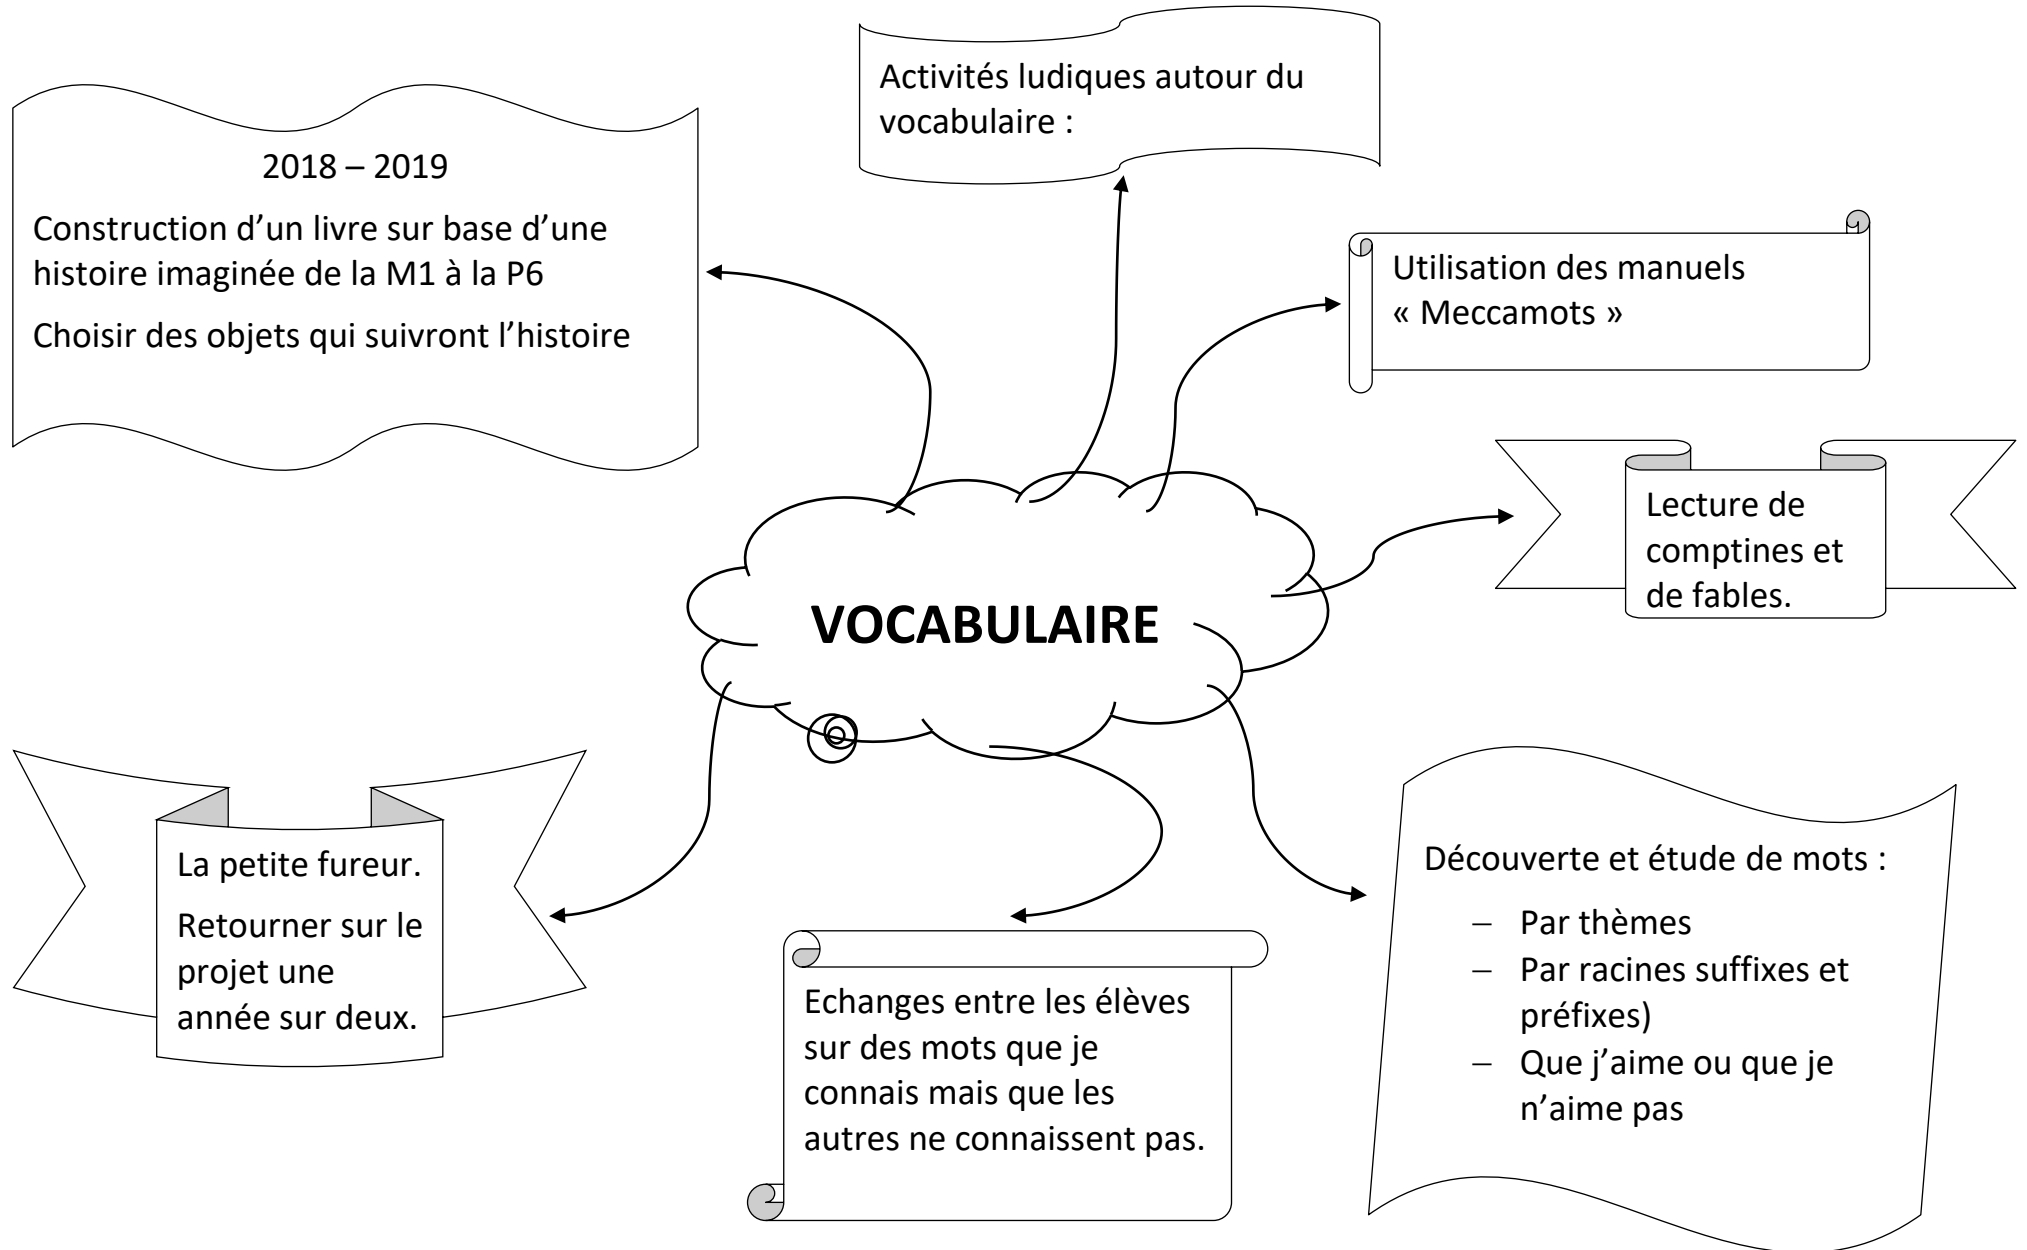 Activités ludiques autour du
vocabulaire :
2018 – 2019
Construction d’un livre sur base d’une
histoire imaginée de la M1 à la P6
Choisir des objets qui suivront l’histoire
Utilisation des manuels
« Meccamots »
Lecture de
comptines et
de fables.
VOCABULAIRE
La petite fureur.
Retourner sur le
projet une
année sur deux.
Echanges entre les élèves
sur des mots que je
connais mais que les
autres ne connaissent pas.
Découverte et étude de mots :
– Par thèmes
– Par racines suffixes et
préfixes)
– Que j’aime ou que je
n’aime pas